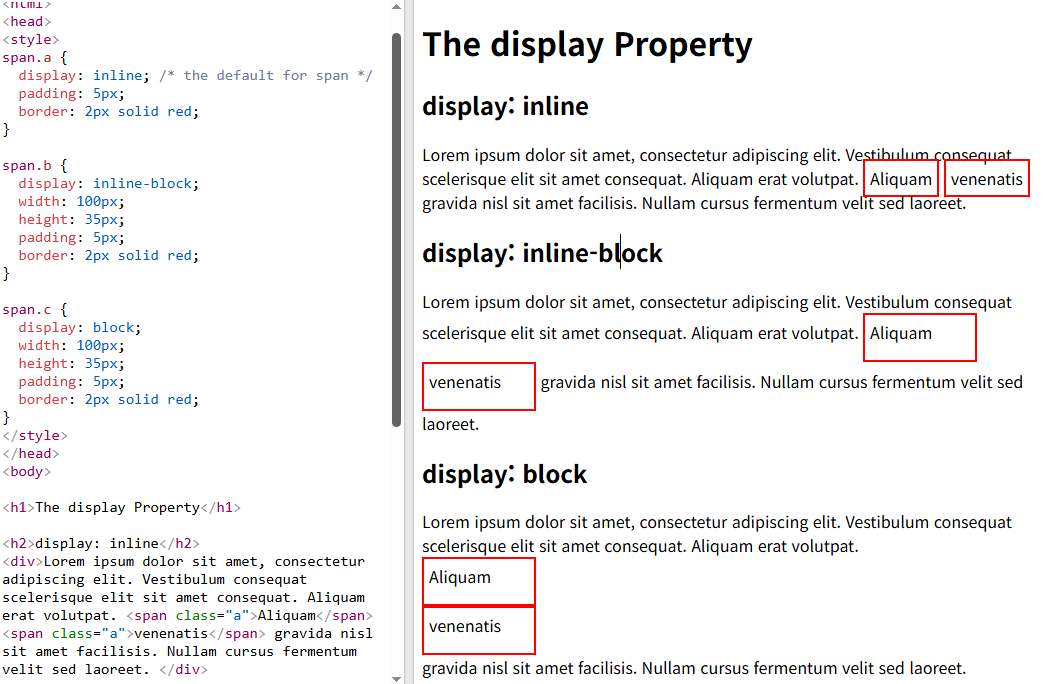 <html>
<head>
<style>
span.a {
  display: inline; /* the default for span */
  padding: 5px;
  border: 2px solid red;
}
span.b {
  display: inline-block;
  width: 100px;
  height: 35px;
  padding: 5px;
  border: 2px solid red;
}
span.c {
  display: block;
  width: 100px;
  height: 35px;
  padding: 5px;
  border: 2px solid red;
}
</style>
</head>
<body>
<h1>The display Property</h1>
<h2>display: inline</h2>
<div>Lorem ipsum dolor sit amet, consectetur
adipiscing elit. Vestibulum consequat
scelerisque elit sit amet consequat. Aliquam
erat volutpat. <span class="a">Aliquam</span>
<span class="a">venenatis</span> gravida nisl
sit amet facilisis. Nullam cursus fermentum
velit sed laoreet. </div>
The display Property
display: inline
Lorem ipsum dolor sit amet, consectetur adipiscing elit. Vestibulum consequat
scelerisque elit sit amet consequat. Aliquam erat volutpat. Aliquam venenatis
gravida nisl sit amet facilisis. Nullam cursus fermentum velit sed laoreet.
display: inline-block
Lorem ipsum dolor sit amet, consectetur adipiscing elit. Vestibulum consequat
scelerisque elit sit amet consequat. Aliquam erat volutpat. Aliquam
venenatis gravida nisl sit amet facilisis. Nullam cursus fermentum velit sed
laoreet.
display: block
Lorem ipsum dolor sit amet, consectetur adipiscing elit. Vestibulum consequat
scelerisque elit sit amet consequat. Aliquam erat volutpat.
Aliquam
venenatis
gravida nisl sit amet facilisis. Nullam cursus fermentum velit sed laoreet.